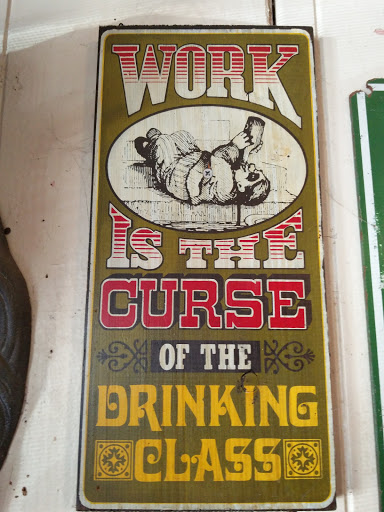 WORK
IS THE
CURSE
OF THE
DRINKING
CLASS